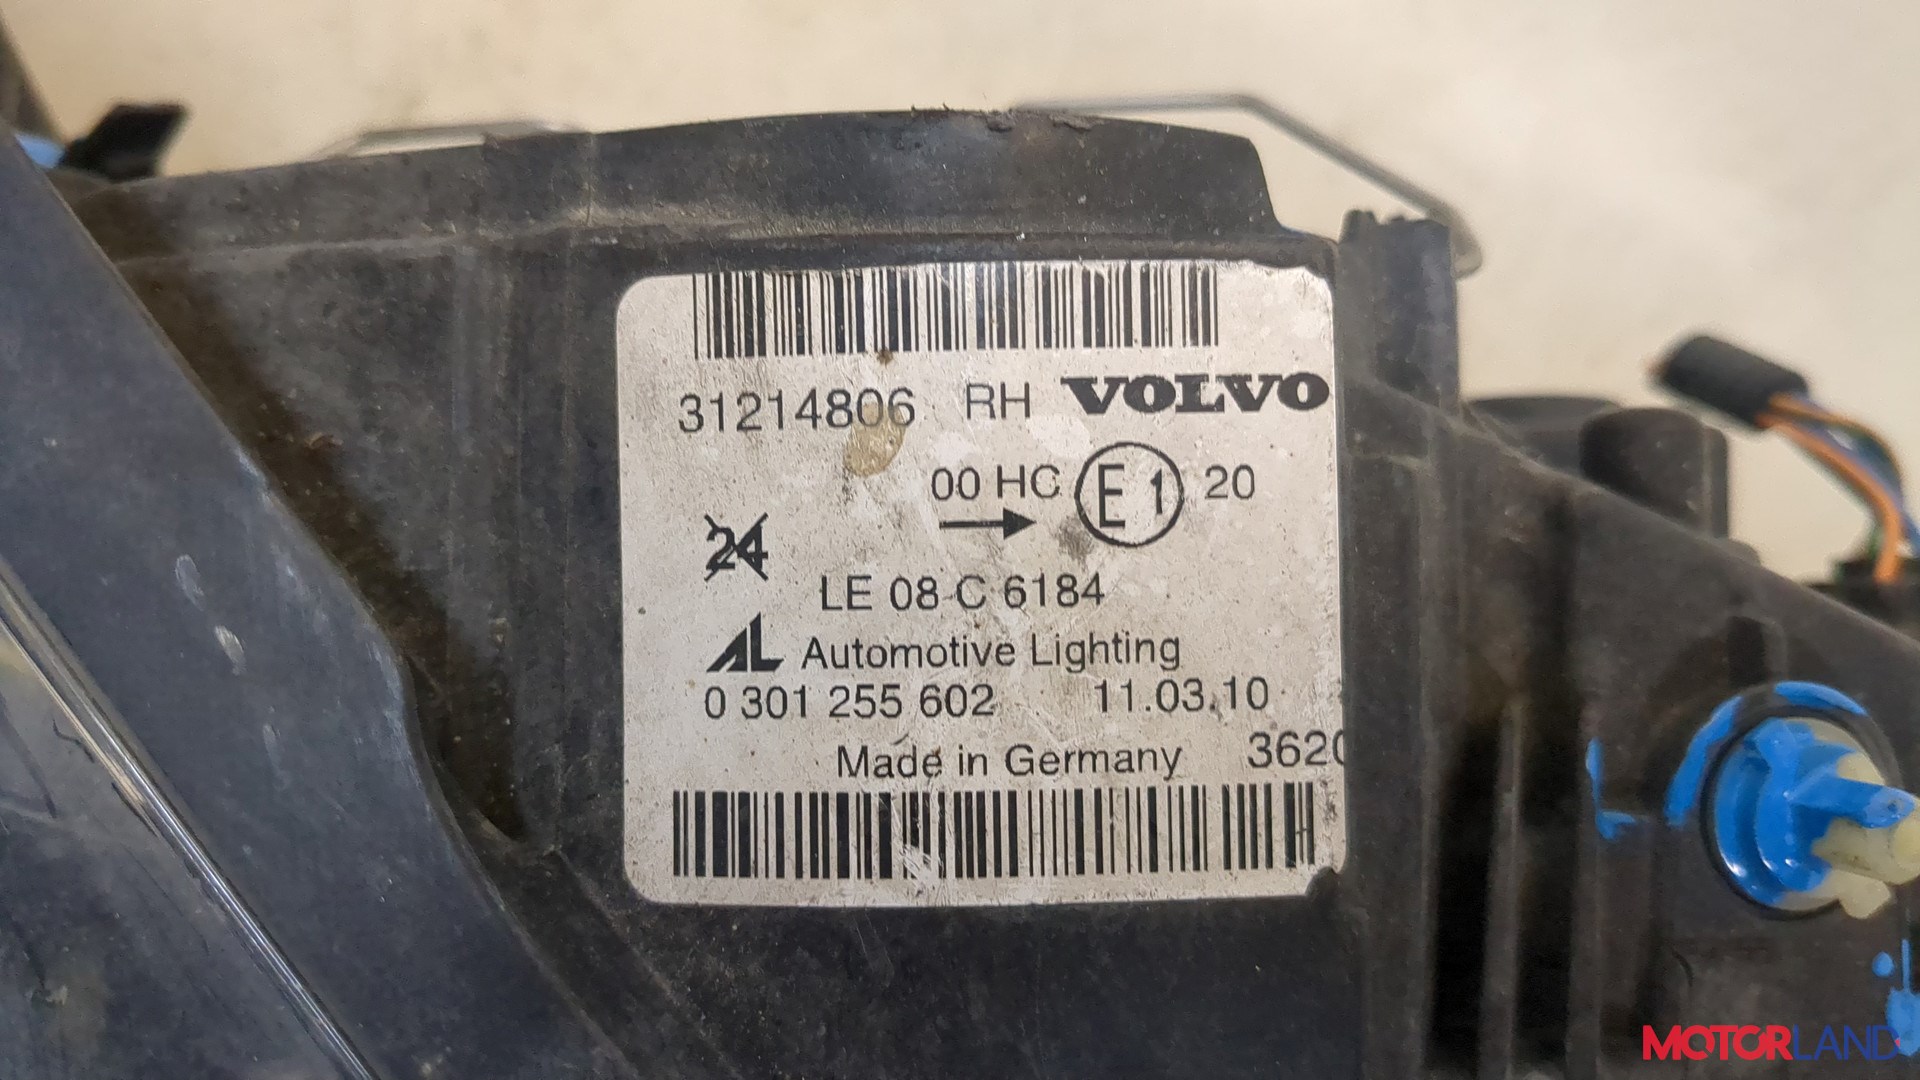 31214806 RH VOLVO
00 HC E1 20
24
LE 08 C 6184
AL Automotive Lighting
0 301 255 602 11.03.10
Made in Germany 3620
MOTORLAND